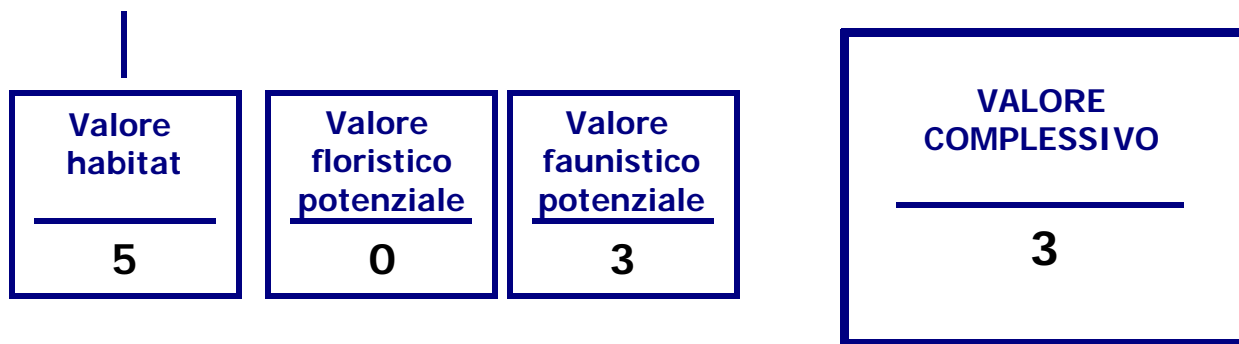 Valore
habitat
5
Valore
floristico
potenziale
0
Valore
faunistico
potenziale
3
VALORE
COMPLESSIVO
3